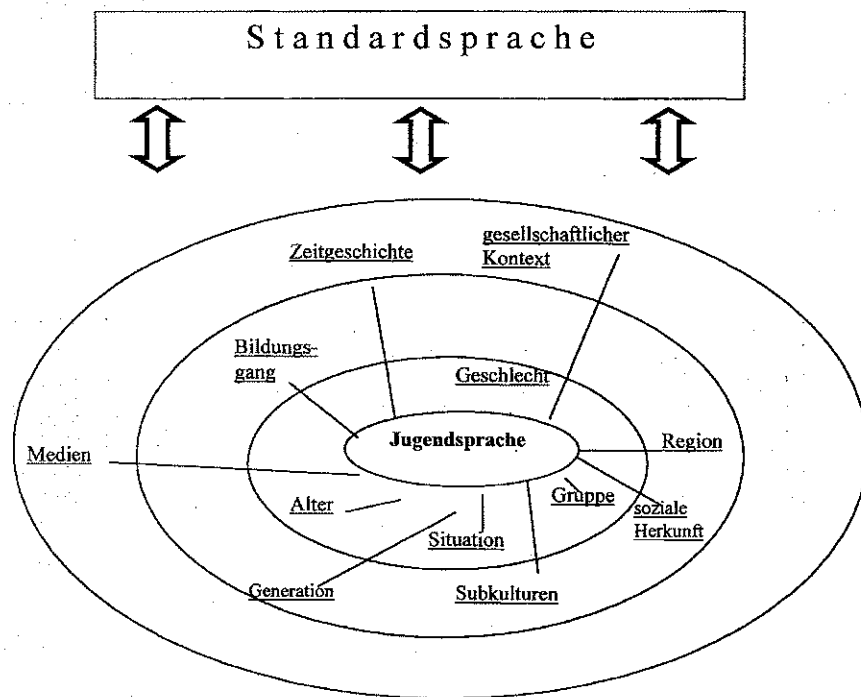 Standardsprache
gesellschaftlicher
Kontext
Zeitgeschichte
Bildungs-
gang
Geschlecht
Jugendsprache
Region
Medien
Alter
Gruppe
soziale
Herkunft
Situation
Generation
Subkulturen